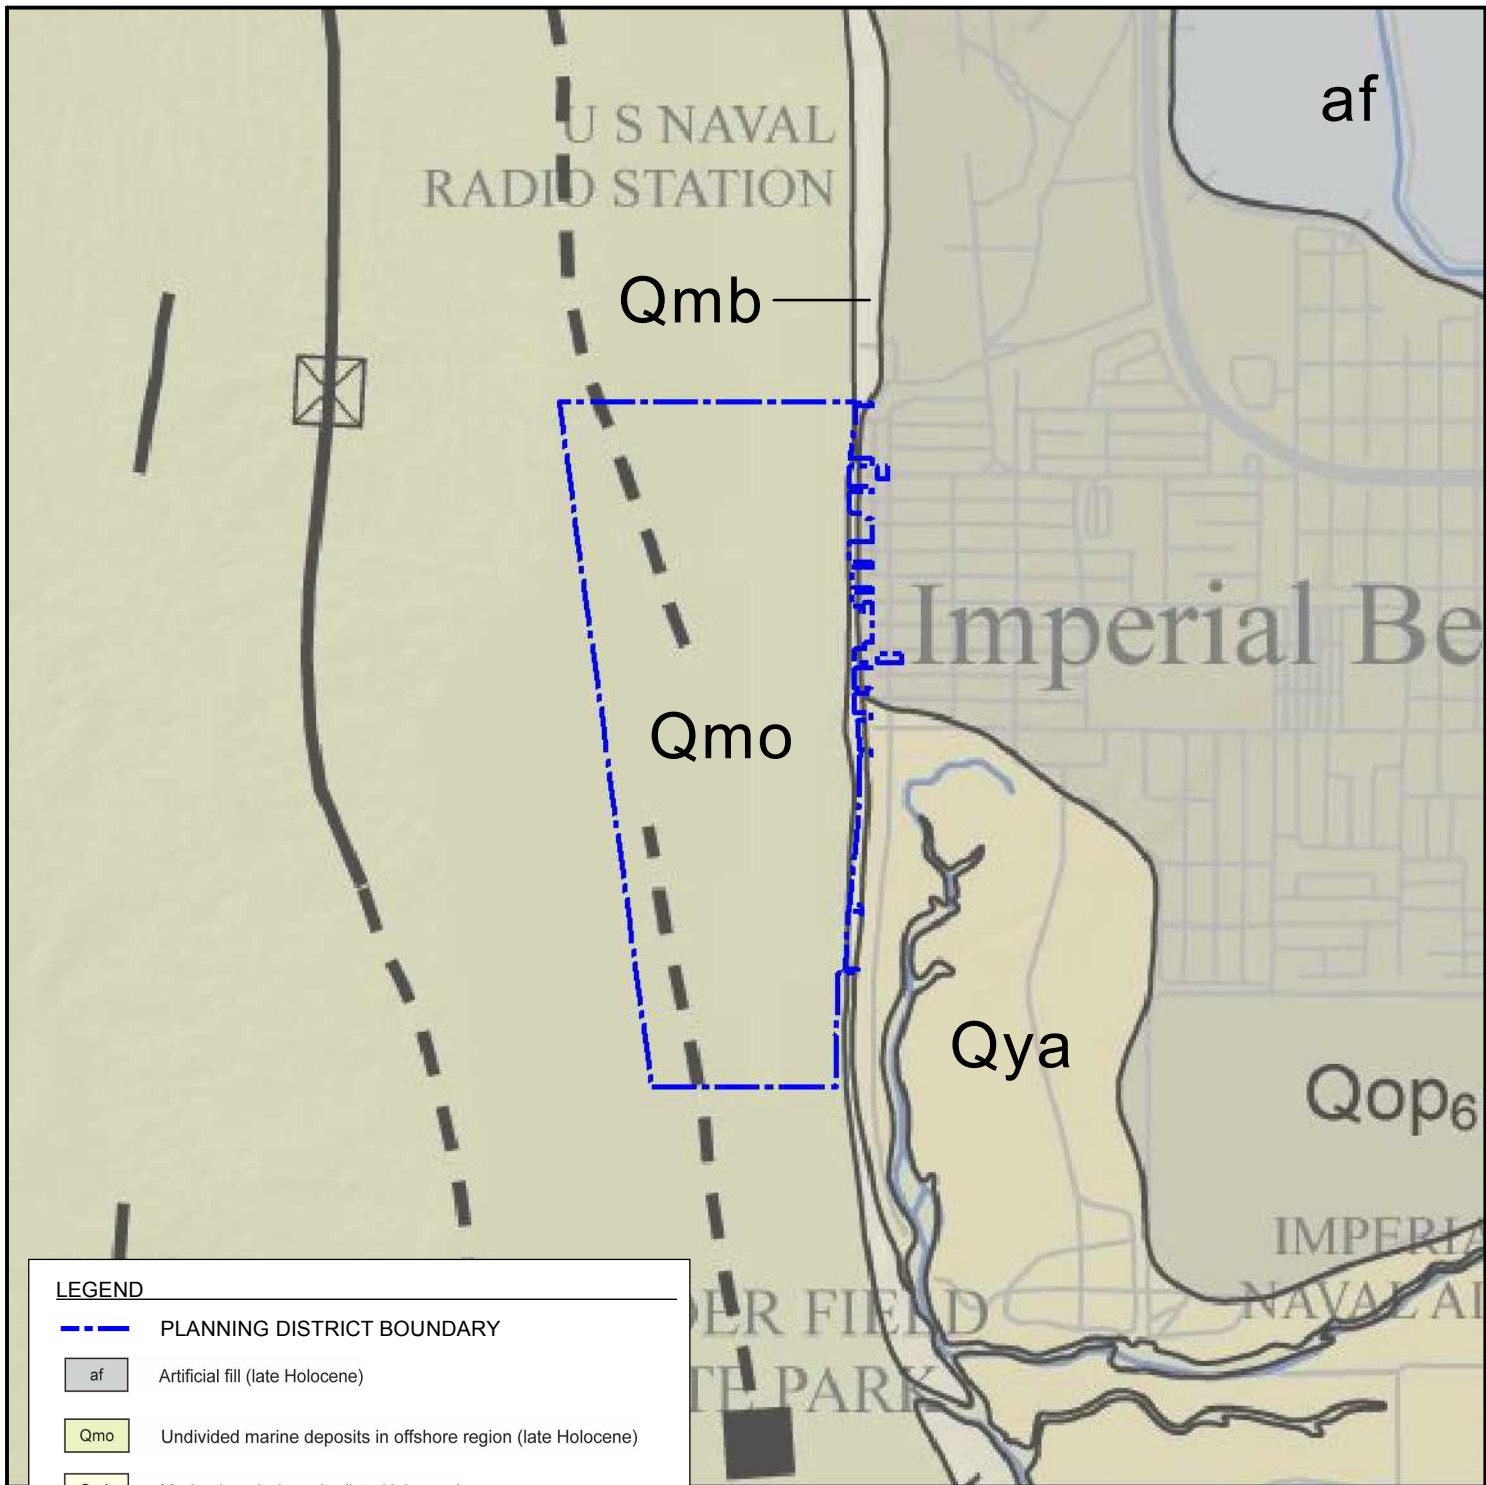 af
U S NAVAL
RADIO STATION
Qmb
Imperial Be
Qmo
Qya
Qop6
IMPERIA
NAVAL AI
DER FIELD
TE PARK
LEGEND
PLANNING DISTRICT BOUNDARY
af Artificial fill (late Holocene)
Qmo Undivided marine deposits in offshore region (late Holocene)